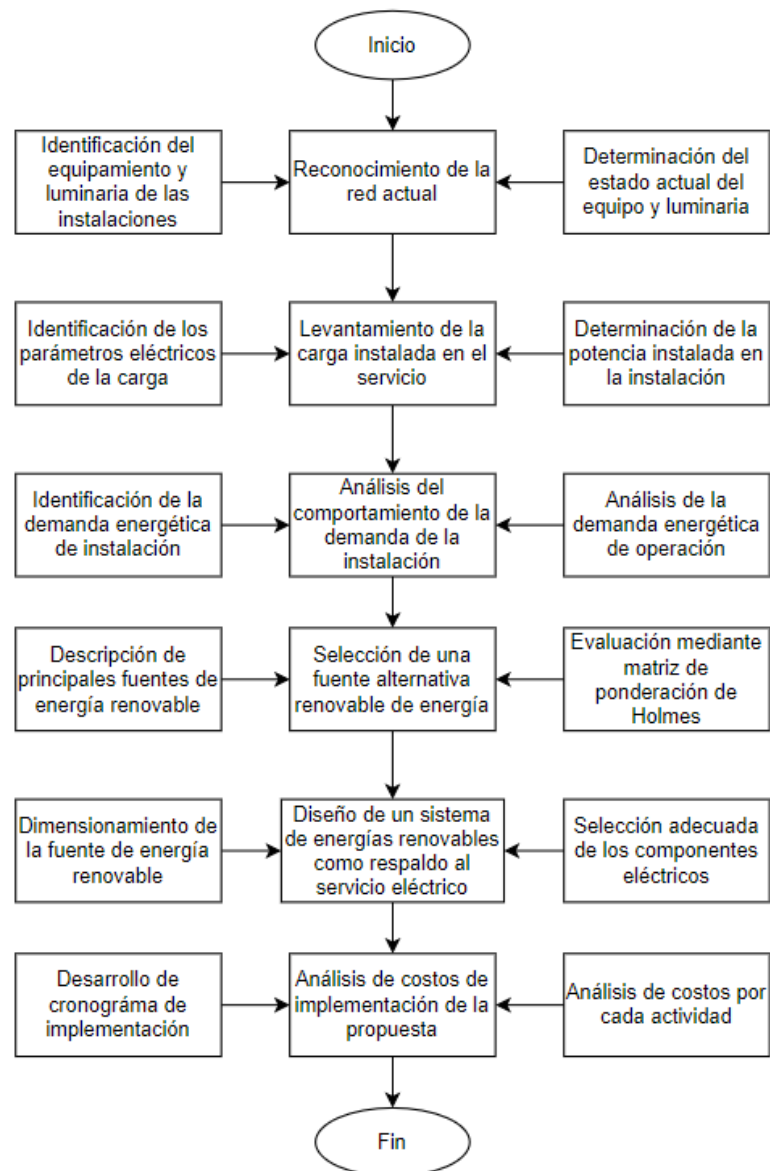 Inicio
Identificación del
equipamiento y
luminaria de las
instalaciones
Reconocimiento de la
red actual
Determinación del
estado actual del
equipo y luminaria
Identificación de los
parámetros eléctricos
de la carga
Levantamiento de la
carga instalada en el
servicio
Determinación de la
potencia instalada en
la instalación
Identificación de la
demanda energética
de instalación
Análisis del
comportamiento de la
demanda de la
instalación
Análisis de la
demanda energética
de operación
Descripción de
principales fuentes de
energía renovable
Selección de una
fuente alternativa
renovable de energía
Evaluación mediante
matriz de
ponderación de
Holmes
Dimensionamiento de
la fuente de energía
renovable
Diseño de un sistema
de energías renovables
como respaldo al
servicio eléctrico
Selección adecuada
de los componentes
eléctricos
Desarrollo de
cronográma de
implementación
Análisis de costos de
implementación de la
propuesta
Análisis de costos por
cada actividad
Fin